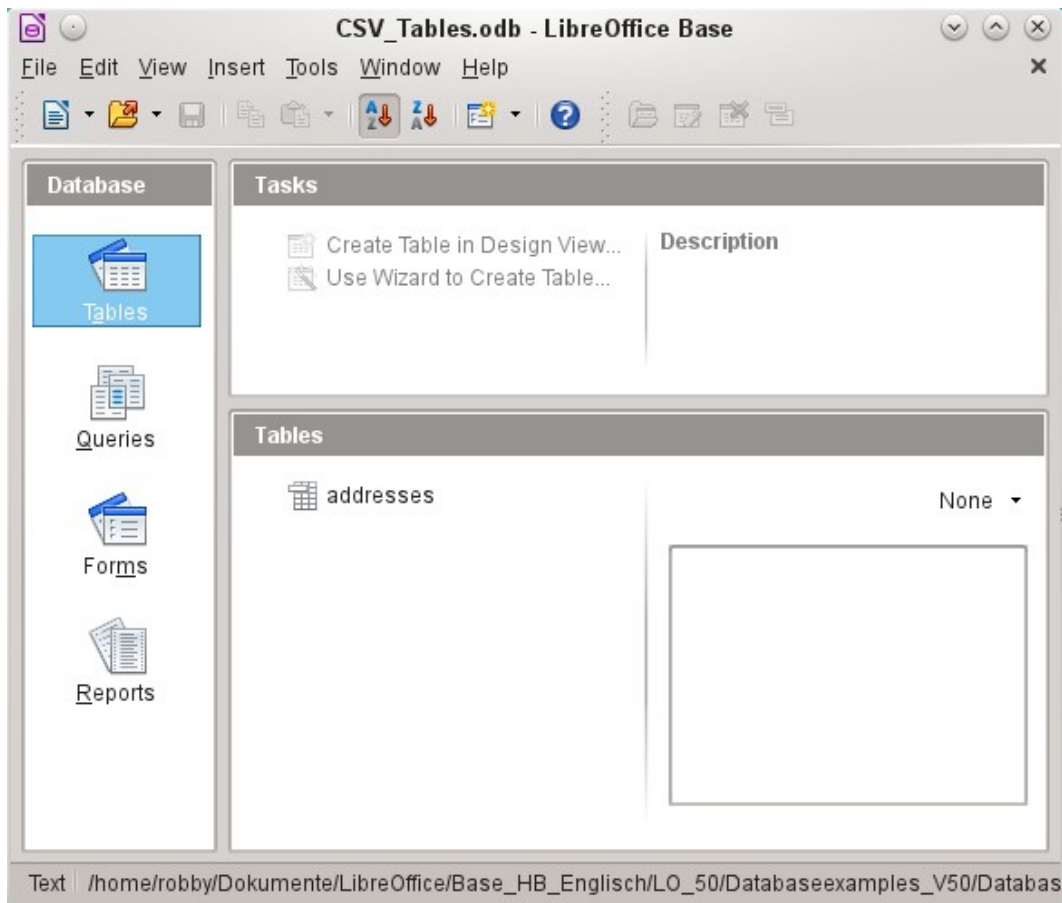 CSV_Tables.odb - LibreOffice Base
File Edit View Insert Tools Window Help
Database
Tables
Queries
Forms
Reports
Tasks
Create Table in Design View...
Use Wizard to Create Table...
Description
Tables
addresses
None
Text /home/robby/Dokumente/LibreOffice/Base_HB_Englisch/LO_50/Databaseexamples_V50/Databas